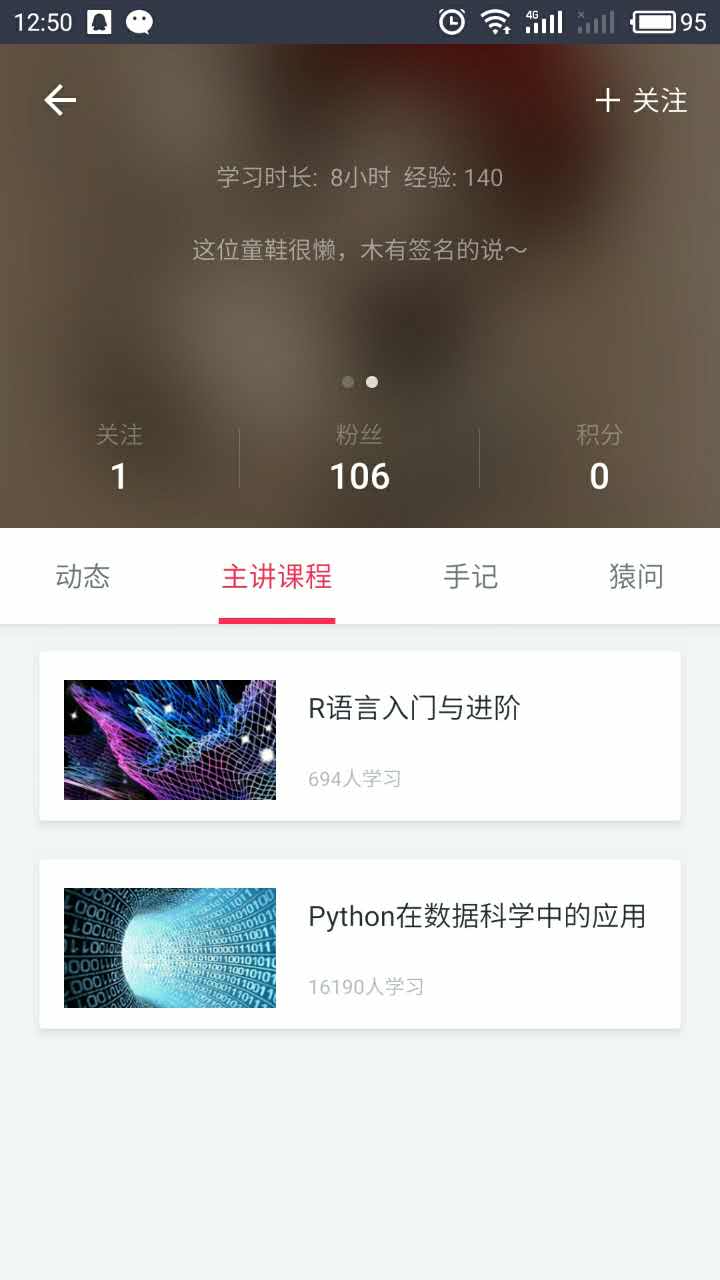 12:50 4G 95
+ 关注
学习时长: 8小时 经验: 140
这位童鞋很懒，木有签名的说～
关注 粉丝 积分
1 106 0
动态 主讲课程 手记 猿问
R语言入门与进阶
694人学习
Python在数据科学中的应用
16190人学习